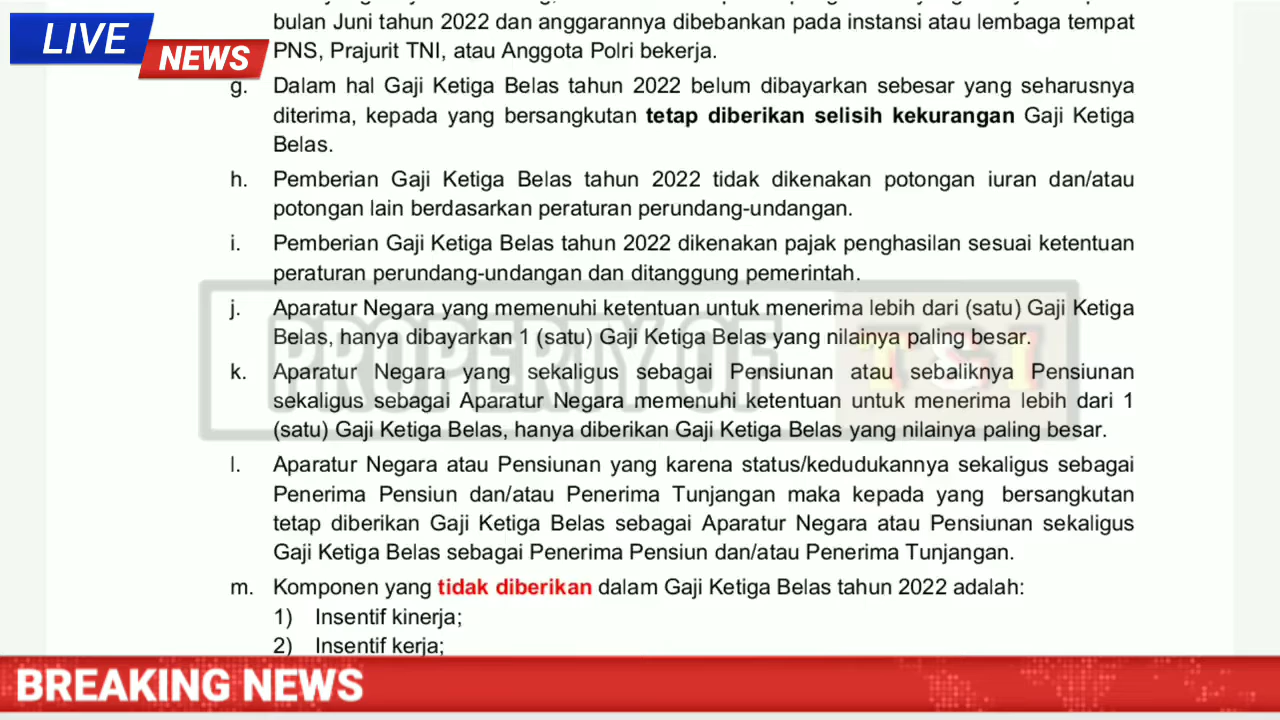 LIVE
NEWS
bulan Juni tahun 2022 dan anggarannya dibebankan pada instansi atau lembaga tempat
PNS, Prajurit TNI, atau Anggota Polri bekerja.
g. Dalam hal Gaji Ketiga Belas tahun 2022 belum dibayarkan sebesar yang seharusnya
diterima, kepada yang bersangkutan tetap diberikan selisih kekurangan Gaji Ketiga
Belas.
h. Pemberian Gaji Ketiga Belas tahun 2022 tidak dikenakan potongan iuran dan/atau
potongan lain berdasarkan peraturan perundang-undangan.
i. Pemberian Gaji Ketiga Belas tahun 2022 dikenakan pajak penghasilan sesuai ketentuan
peraturan perundang-undangan dan ditanggung pemerintah.
j. Aparatur Negara yang memenuhi ketentuan untuk menerima lebih dari (satu) Gaji Ketiga
Belas, hanya dibayarkan 1 (satu) Gaji Ketiga Belas yang nilainya paling besar.
PROPERTY OF TSI
k. Aparatur Negara yang sekaligus sebagai Pensiunan atau sebaliknya Pensiunan
sekaligus sebagai Aparatur Negara memenuhi ketentuan untuk menerima lebih dari 1
(satu) Gaji Ketiga Belas, hanya diberikan Gaji Ketiga Belas yang nilainya paling besar.
l. Aparatur Negara atau Pensiunan yang karena status/kedudukannya sekaligus sebagai
Penerima Pensiun dan/atau Penerima Tunjangan maka kepada yang bersangkutan
tetap diberikan Gaji Ketiga Belas sebagai Aparatur Negara atau Pensiunan sekaligus
Gaji Ketiga Belas sebagai Penerima Pensiun dan/atau Penerima Tunjangan.
m. Komponen yang tidak diberikan dalam Gaji Ketiga Belas tahun 2022 adalah:
1) Insentif kinerja;
2) Insentif kerja;
BREAKING NEWS